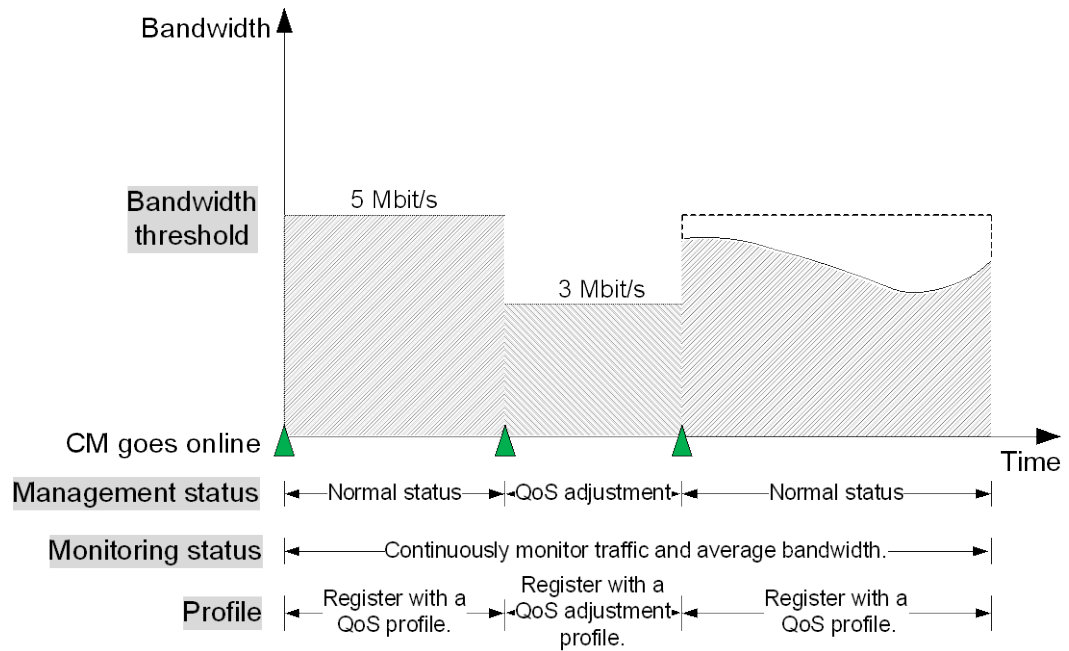 Bandwidth
Bandwidth
threshold
5 Mbit/s
3 Mbit/s
CM goes online
Time
Management status
Normal status
QoS adjustment
Normal status
Monitoring status
Continuously monitor traffic and average bandwidth.
Profile
Register with a
QoS profile.
Register with a
QoS adjustment
profile.
Register with a
QoS profile.